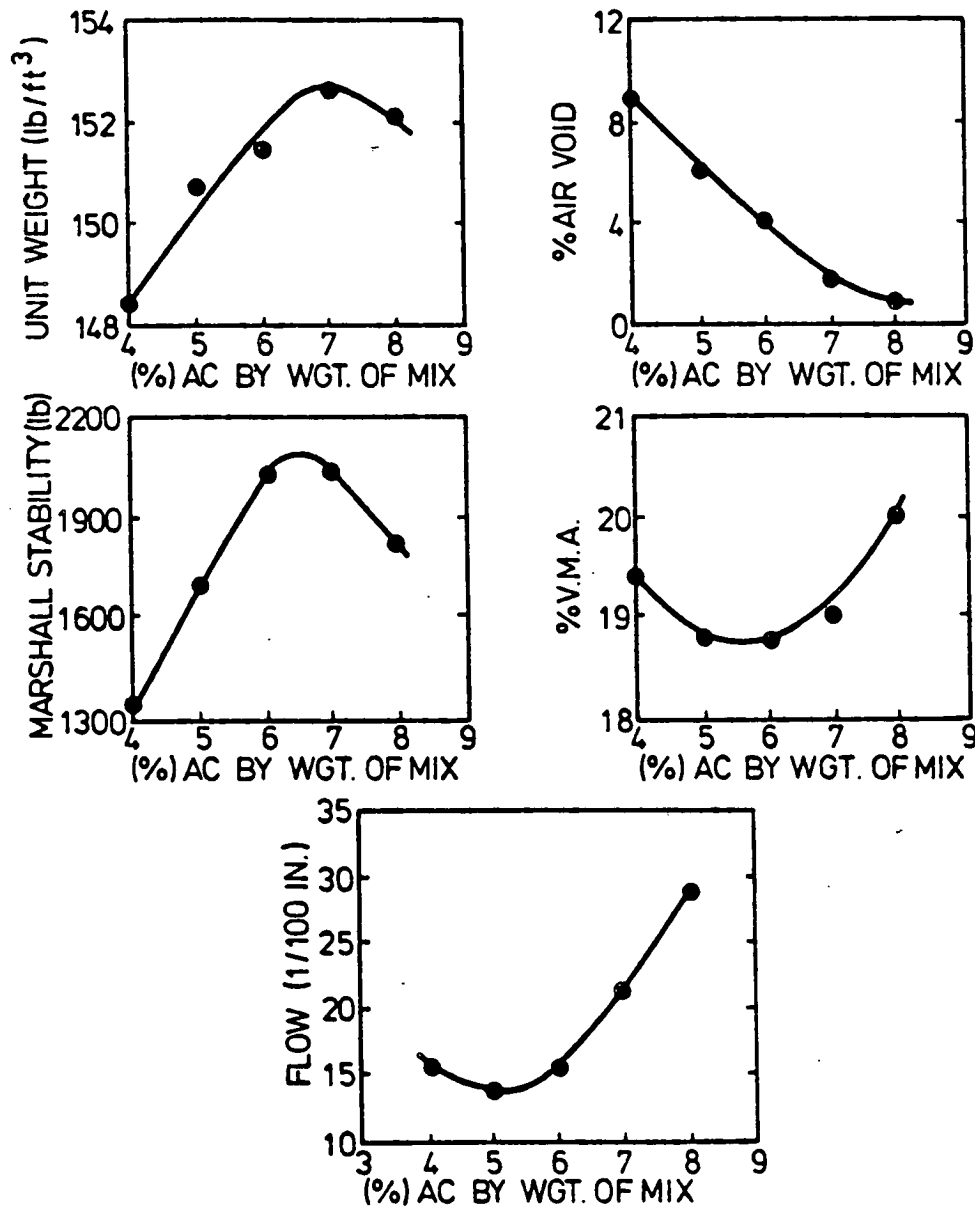 UNIT WEIGHT (lb/ft³)
154
152
150
148
4 5 6 7 8 9
(%) AC BY WGT. OF MIX
%AIR VOID
12
8
4
0
4 5 6 7 8 9
(%) AC BY WGT. OF MIX
MARSHALL STABILITY (lb)
2200
1900
1600
1300
4 5 6 7 8 9
(%) AC BY WGT. OF MIX
%V.M.A.
21
20
19
18
4 5 6 7 8 9
(%) AC BY WGT. OF MIX
FLOW (1/100 IN.)
35
30
25
20
15
10
3 4 5 6 7 8 9
(%) AC BY WGT. OF MIX